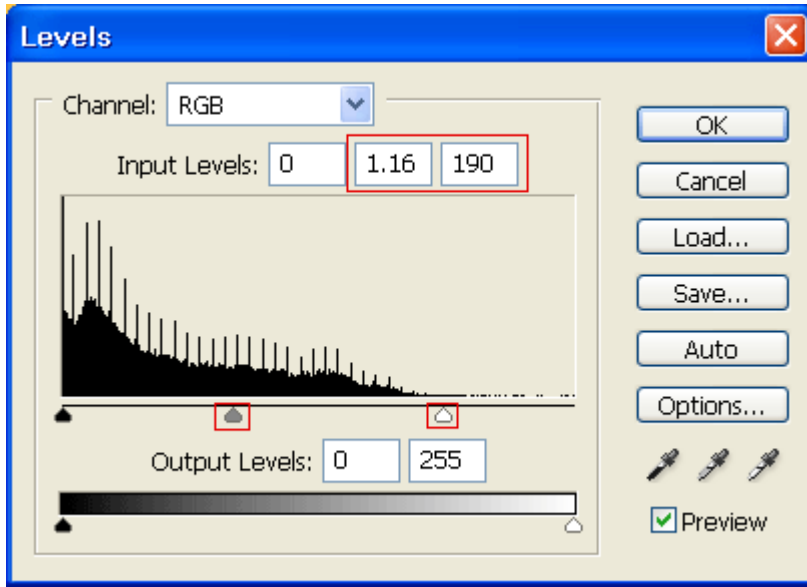 Levels
Channel: RGB
Input Levels: 0 1.16 190
Output Levels: 0 255
OK
Cancel
Load...
Save...
Auto
Options...
Preview